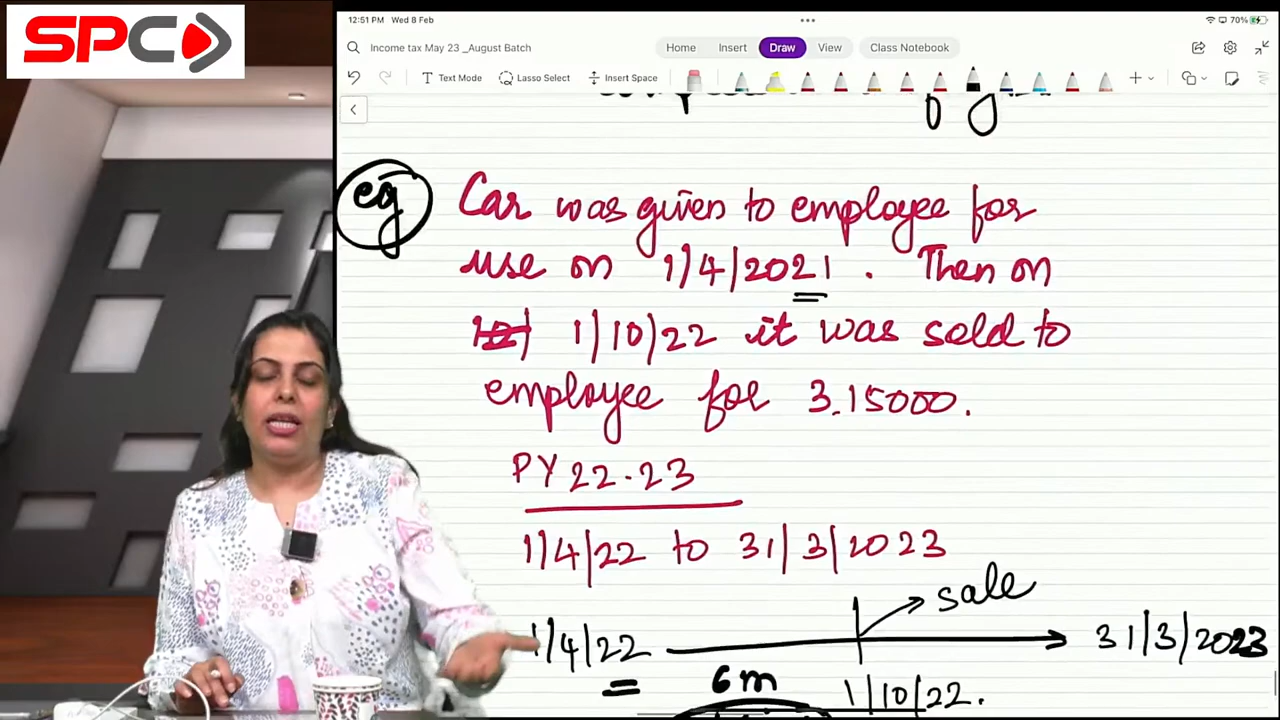 SPC
12:51 PM Wed 8 Feb
70%
Income tax May 23 _August Batch
Home Insert Draw View Class Notebook
Text Mode Lasso Select Insert Space
eg Car was given to employee for
use on 1/4/2021. Then on
1/10/22 it was sold to
employee for 3.15000.
PY 22.23
1/4/22 to 31/3/2023
sale
1/4/22 31/3/2023
6m
1/10/22.